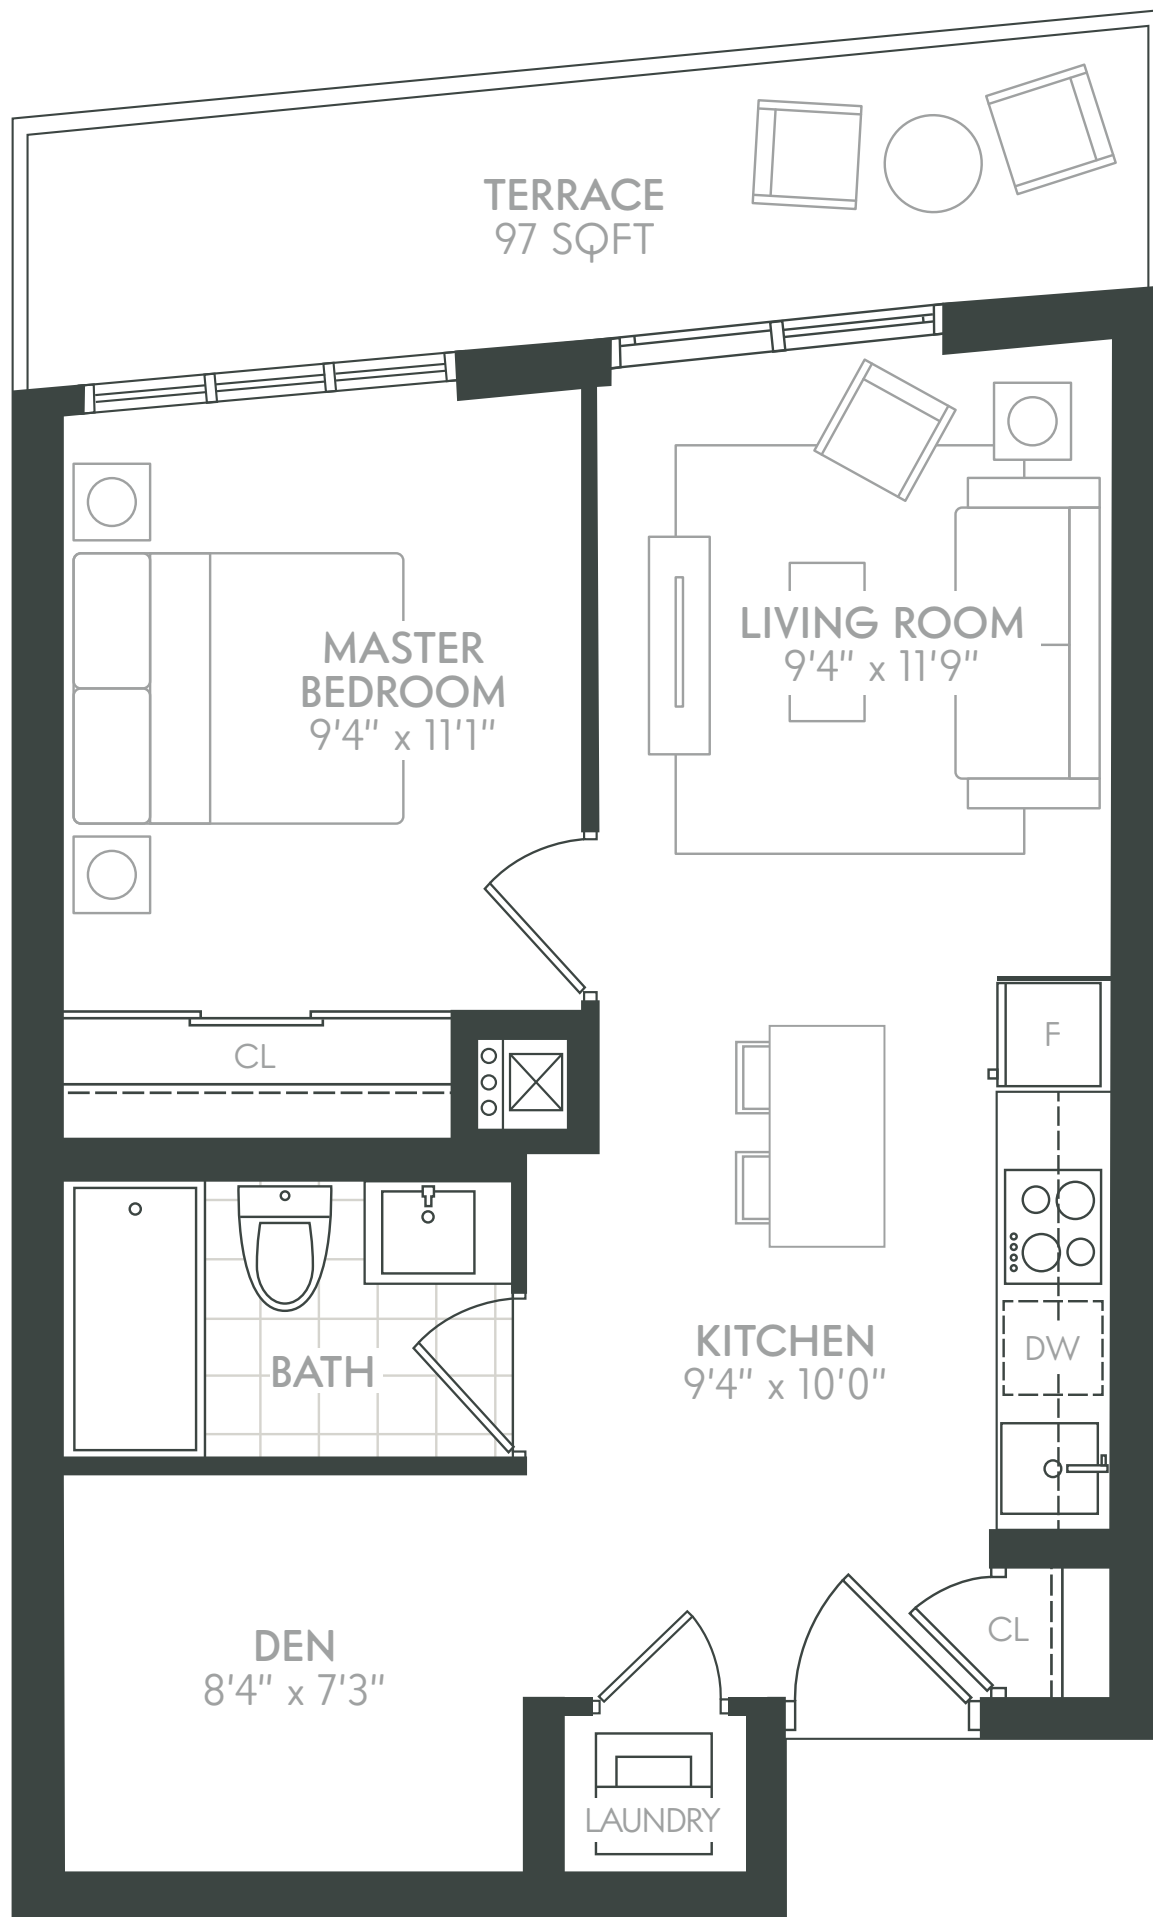 TERRACE
97 SQFT
MASTER
BEDROOM
9'4" x 11'1"
LIVING ROOM
9'4" x 11'9"
CL
F
KITCHEN
9'4" x 10'0"
DW
BATH
DEN
8'4" x 7'3"
CL
LAUNDRY